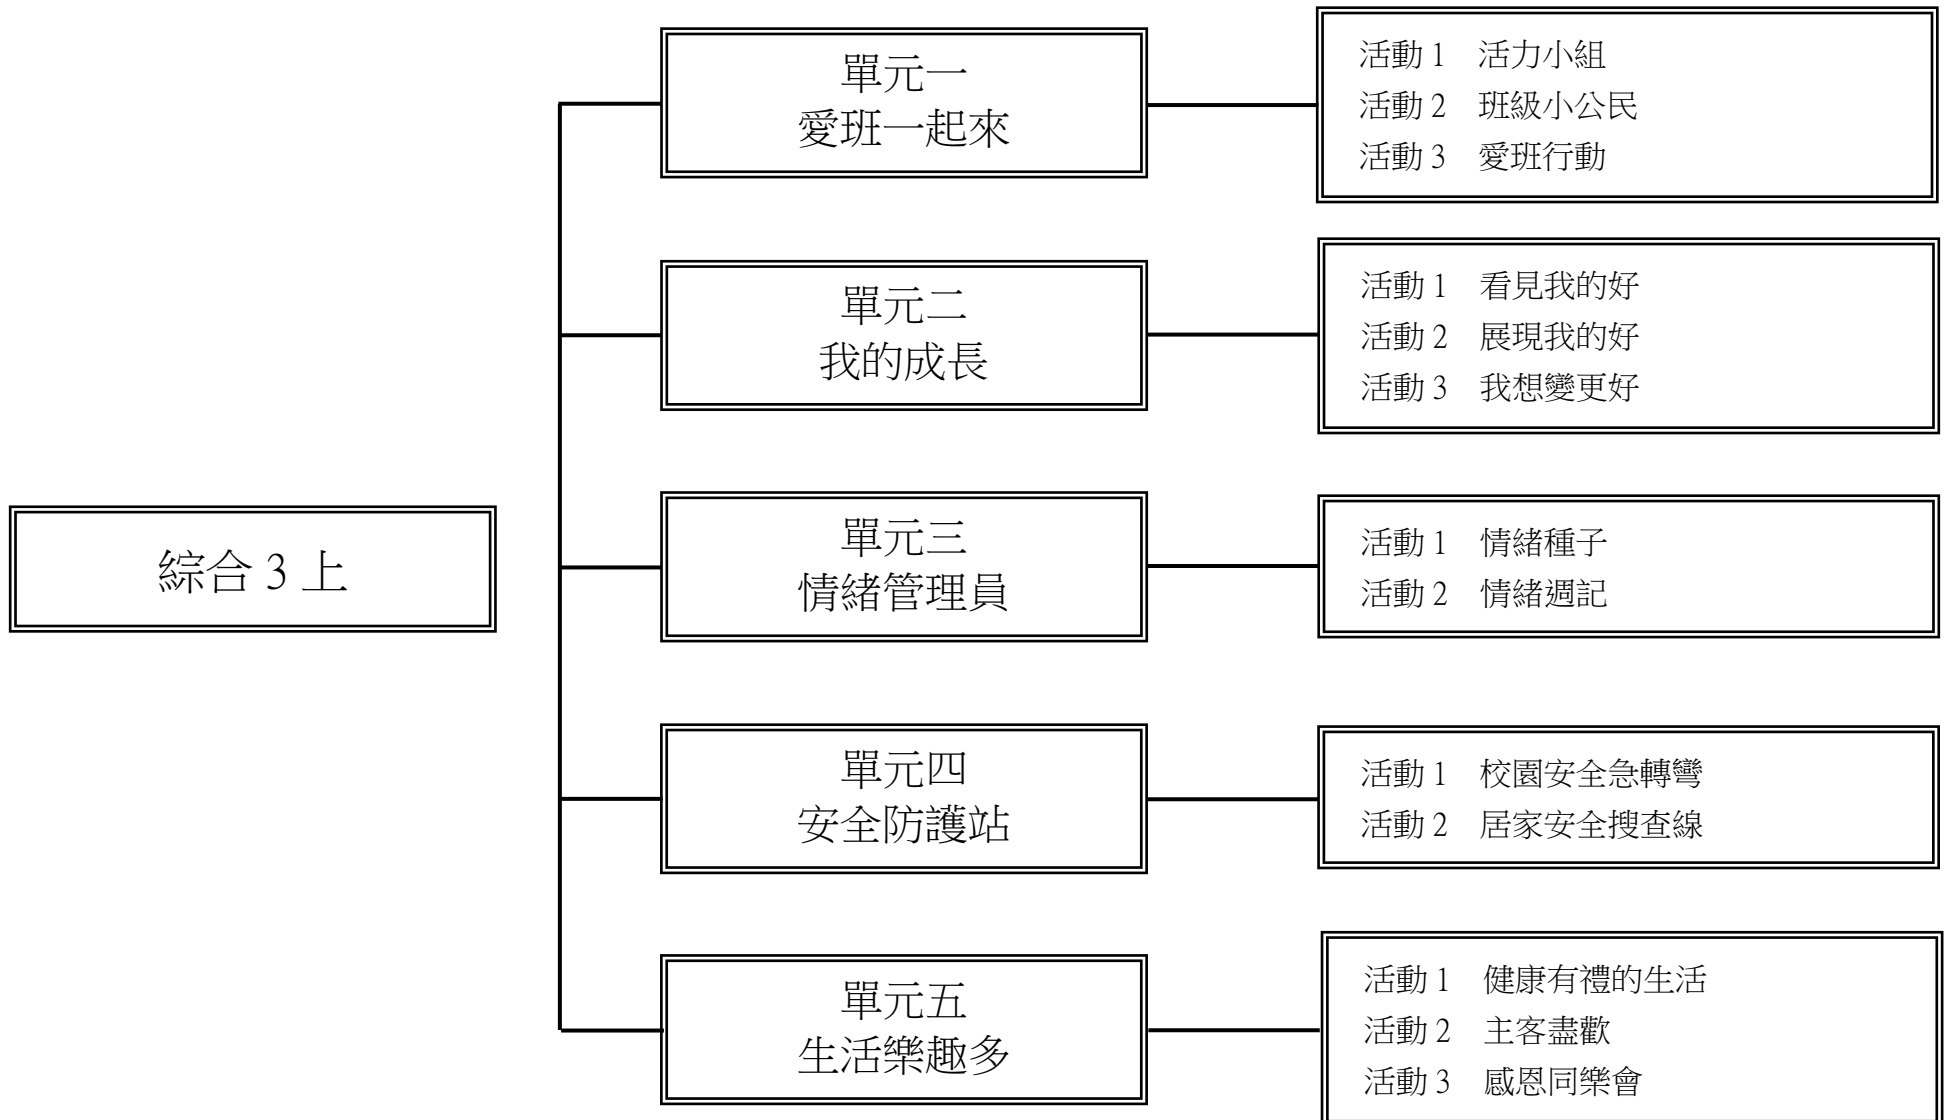 綜合 3 上
單元一
愛班一起來
活動 1 活力小組
活動 2 班級小公民
活動 3 愛班行動
單元二
我的成長
活動 1 看見我的好
活動 2 展現我的好
活動 3 我想變更好
單元三
情緒管理員
活動 1 情緒種子
活動 2 情緒週記
單元四
安全防護站
活動 1 校園安全急轉彎
活動 2 居家安全搜查線
單元五
生活樂趣多
活動 1 健康有禮的生活
活動 2 主客盡歡
活動 3 感恩同樂會